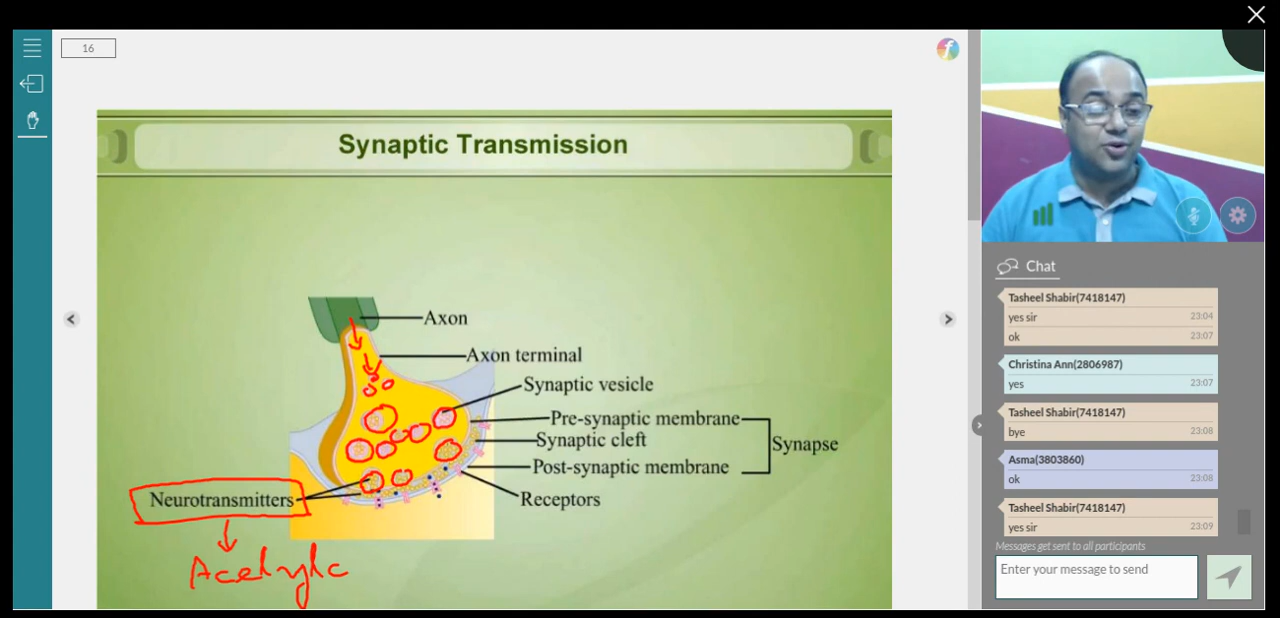 16
Synaptic Transmission
Axon
Axon terminal
Synaptic vesicle
Pre-synaptic membrane
Synaptic cleft
Synapse
Post-synaptic membrane
Neurotransmitters
Receptors
Acetylc
Chat
Tasheel Shabir(7418147)
yes sir 23:04
ok 23:07
Christina Ann(2806987)
yes 23:07
Tasheel Shabir(7418147)
bye 23:08
Asma(3803860)
ok 23:08
Tasheel Shabir(7418147)
yes sir 23:09
Messages get sent to all participants
Enter your message to send